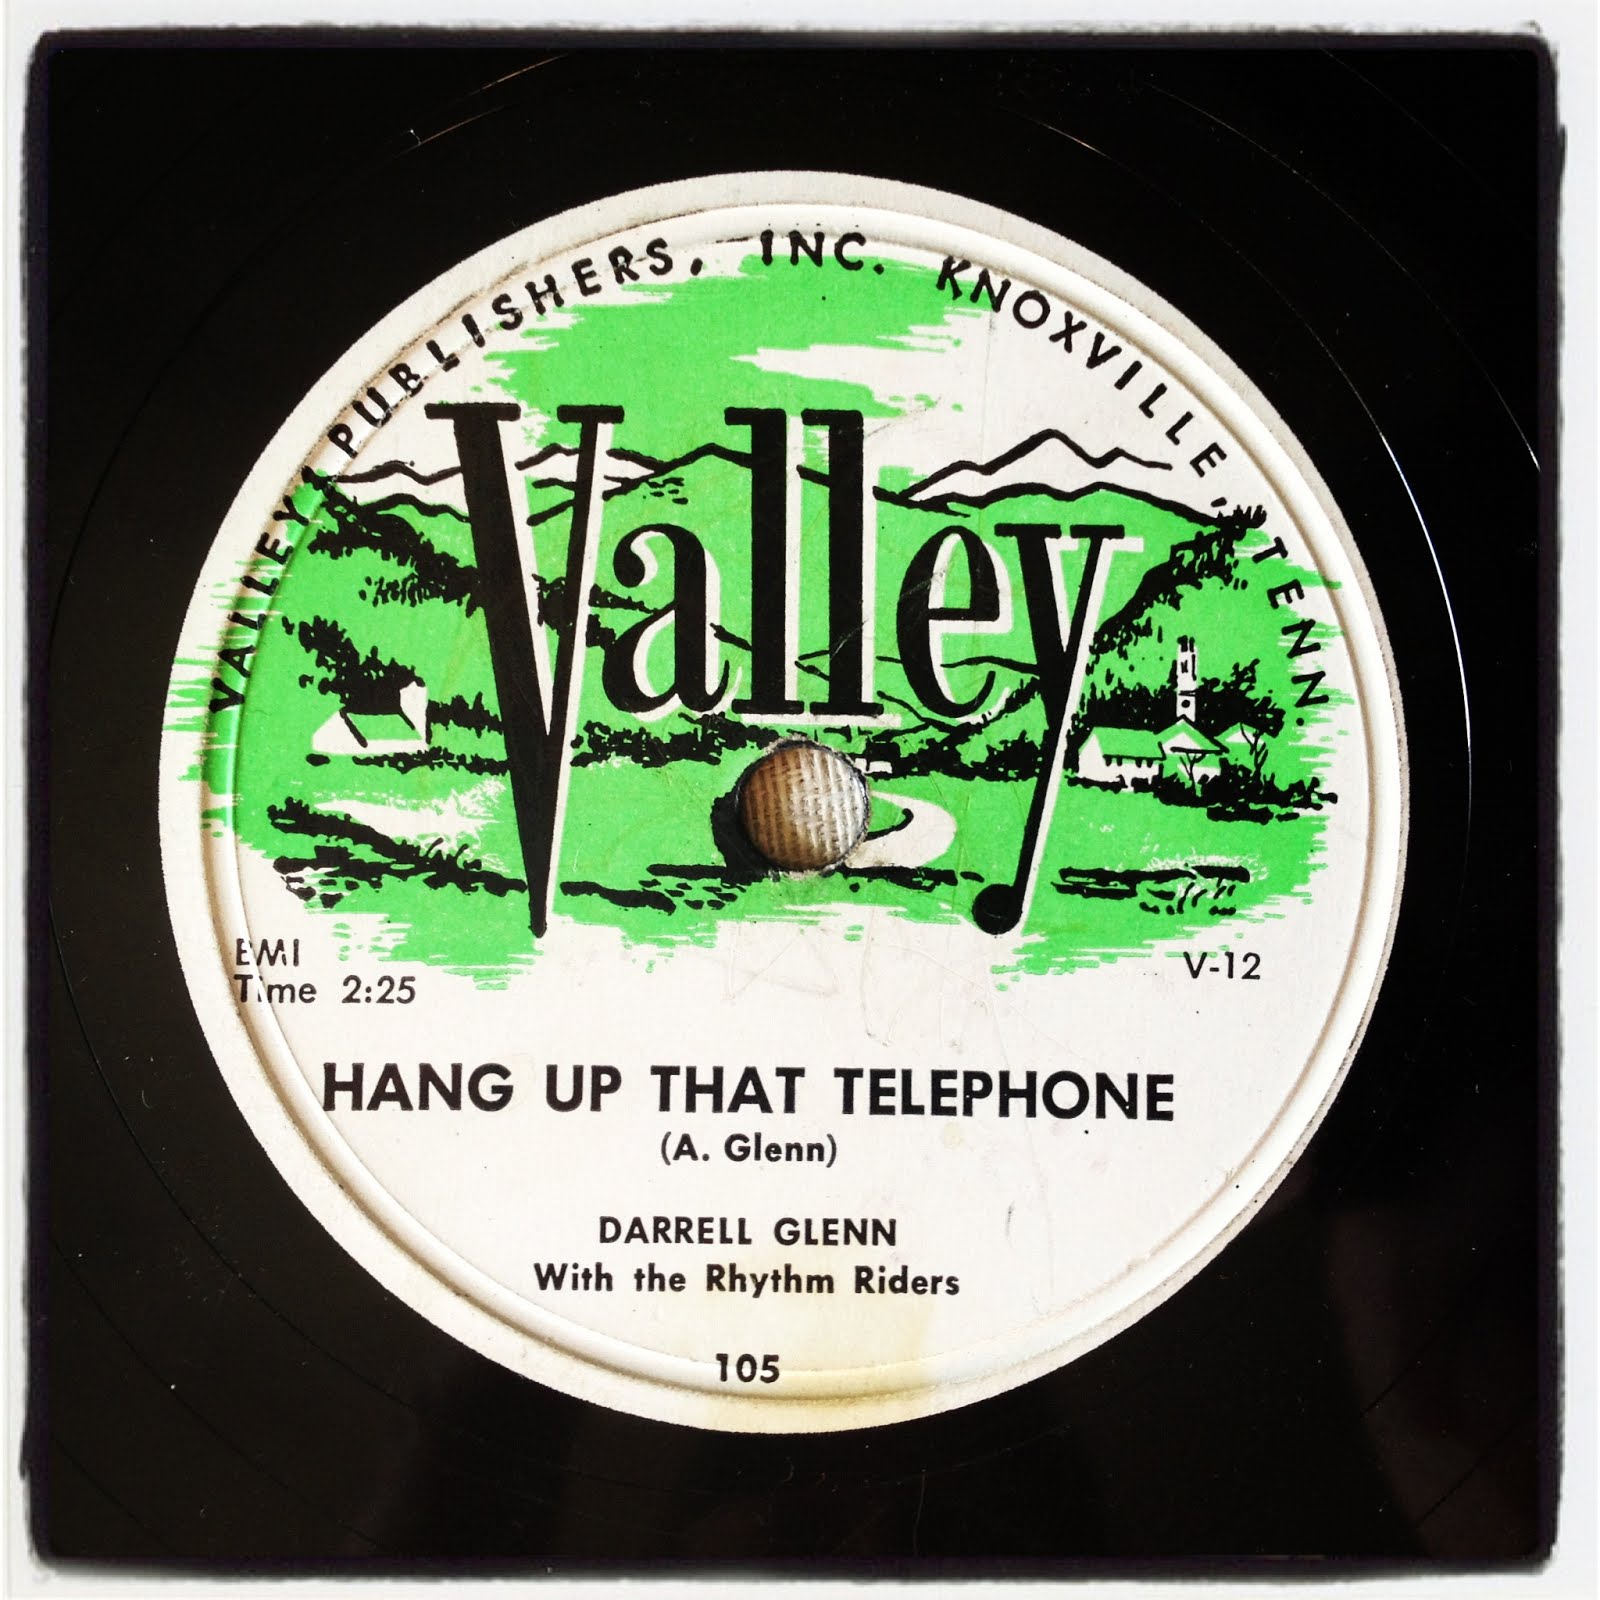 VALLEY PUBLISHERS, INC. KNOXVILLE, TENN.
Valley
BMI
Time 2:25
V-12
HANG UP THAT TELEPHONE
(A. Glenn)
DARRELL GLENN
With the Rhythm Riders
105